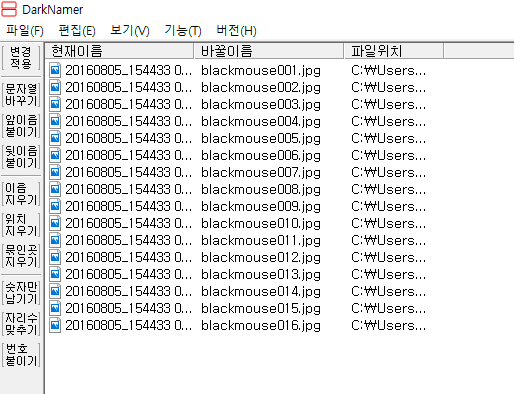 DarkNamer
파일(F) 편집(E) 보기(V) 기능(T) 버전(H)
변경
적용
문자열
바꾸기
앞이름
붙이기
뒷이름
붙이기
이름
지우기
위치
지우기
묶인곳
지우기
숫자만
남기기
자리수
맞추기
번호
붙이기
현재이름 바꿀이름 파일위치
20160805_154433 0... blackmouse001.jpg C:₩Users...
20160805_154433 0... blackmouse002.jpg C:₩Users...
20160805_154433 0... blackmouse003.jpg C:₩Users...
20160805_154433 0... blackmouse004.jpg C:₩Users...
20160805_154433 0... blackmouse005.jpg C:₩Users...
20160805_154433 0... blackmouse006.jpg C:₩Users...
20160805_154433 0... blackmouse007.jpg C:₩Users...
20160805_154433 0... blackmouse008.jpg C:₩Users...
20160805_154433 0... blackmouse009.jpg C:₩Users...
20160805_154433 0... blackmouse010.jpg C:₩Users...
20160805_154433 0... blackmouse011.jpg C:₩Users...
20160805_154433 0... blackmouse012.jpg C:₩Users...
20160805_154433 0... blackmouse013.jpg C:₩Users...
20160805_154433 0... blackmouse014.jpg C:₩Users...
20160805_154433 0... blackmouse015.jpg C:₩Users...
20160805_154433 0... blackmouse016.jpg C:₩Users...